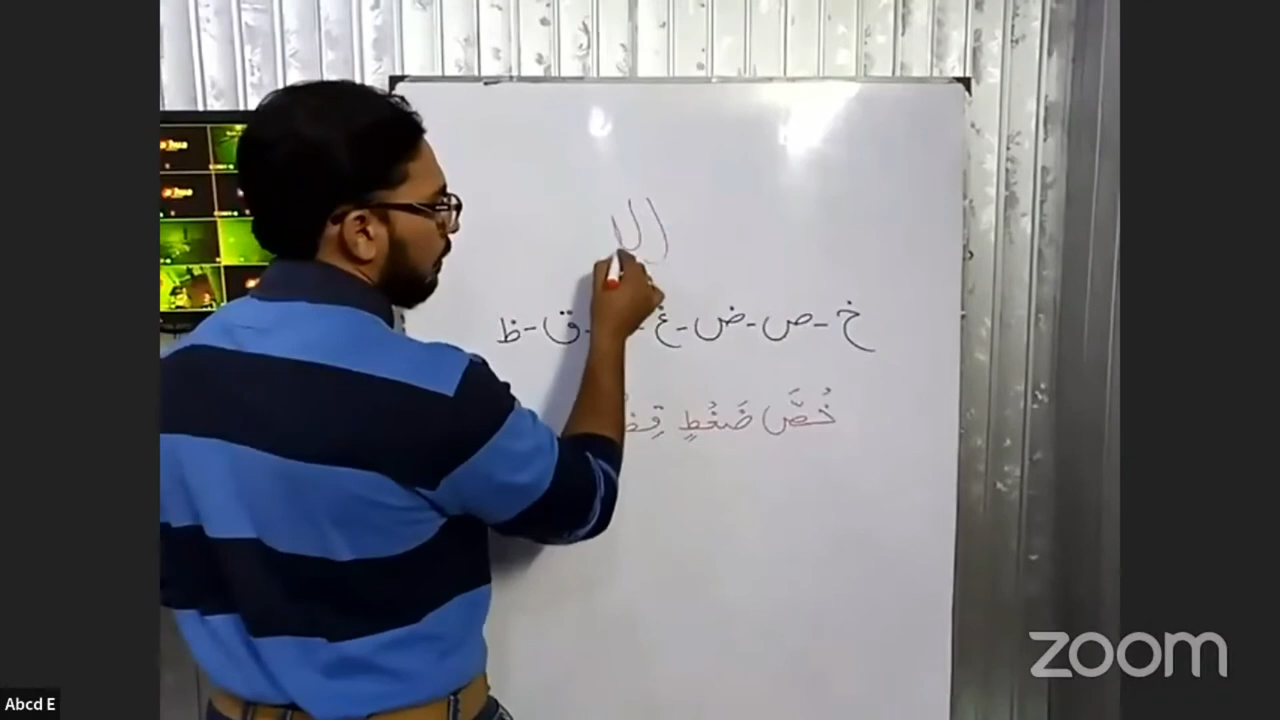 خ - ص - ض - غ - - ق - ظ
خُصَّ ضَغْطٍ
zoom
Abcd E